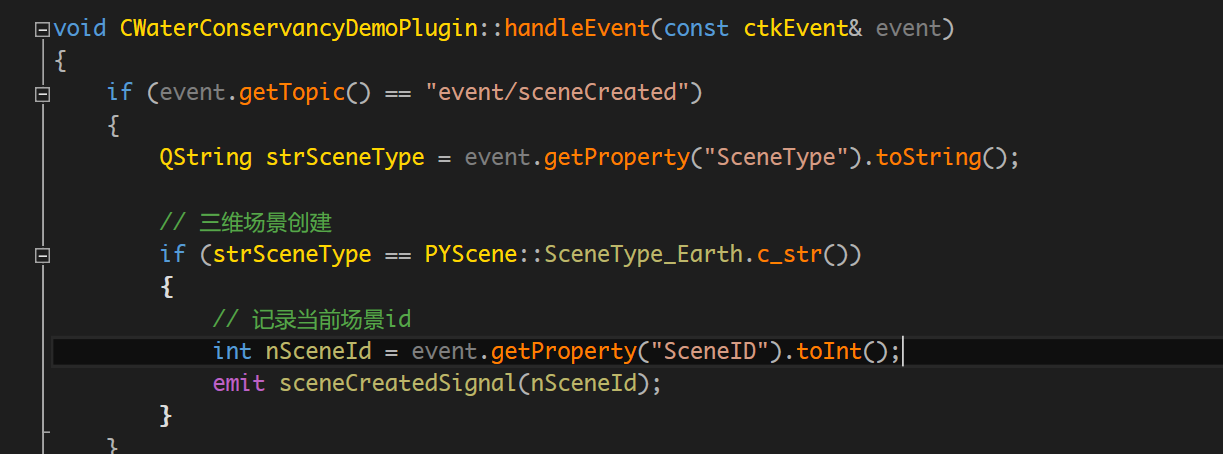 void CWaterConservancyDemoPlugin::handleEvent(const ctkEvent& event)
{
    if (event.getTopic() == "event/sceneCreated")
    {
        QString strSceneType = event.getProperty("SceneType").toString();

        // 三维场景创建
        if (strSceneType == PYScene::SceneType_Earth.c_str())
        {
            // 记录当前场景id
            int nSceneId = event.getProperty("SceneID").toInt();
            emit sceneCreatedSignal(nSceneId);
        }
    }